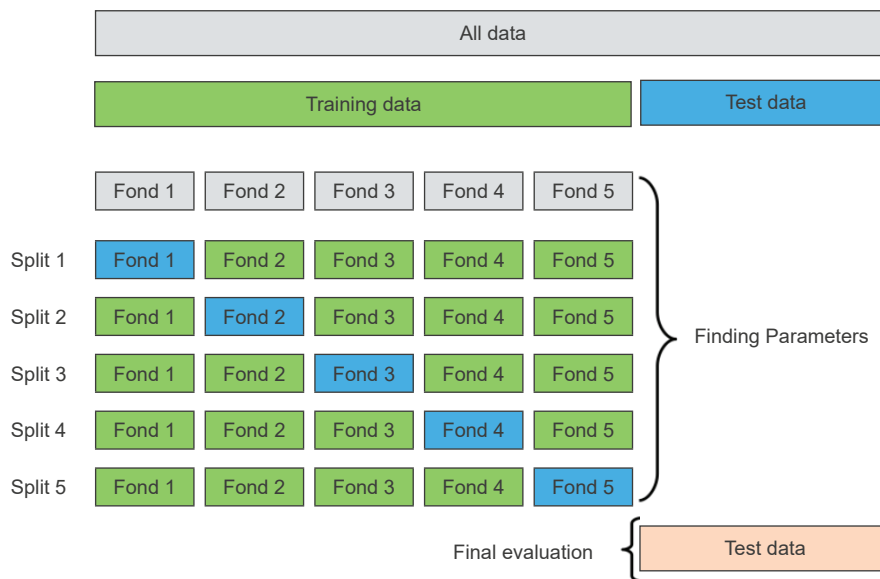 All data
Training data Test data
Fond 1 Fond 2 Fond 3 Fond 4 Fond 5
Split 1 Fond 1 Fond 2 Fond 3 Fond 4 Fond 5
Split 2 Fond 1 Fond 2 Fond 3 Fond 4 Fond 5
Finding Parameters
Split 3 Fond 1 Fond 2 Fond 3 Fond 4 Fond 5
Split 4 Fond 1 Fond 2 Fond 3 Fond 4 Fond 5
Split 5 Fond 1 Fond 2 Fond 3 Fond 4 Fond 5
Final evaluation Test data